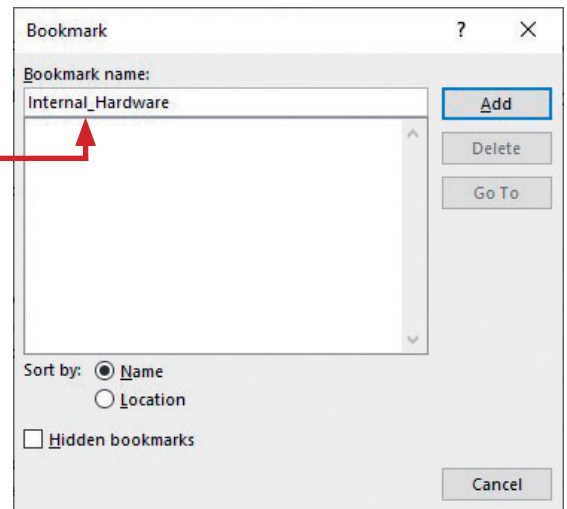 Bookmark ?
Bookmark name:
Internal_Hardware
Add
Delete
Go To
Sort by: Name
Location
Hidden bookmarks
Cancel